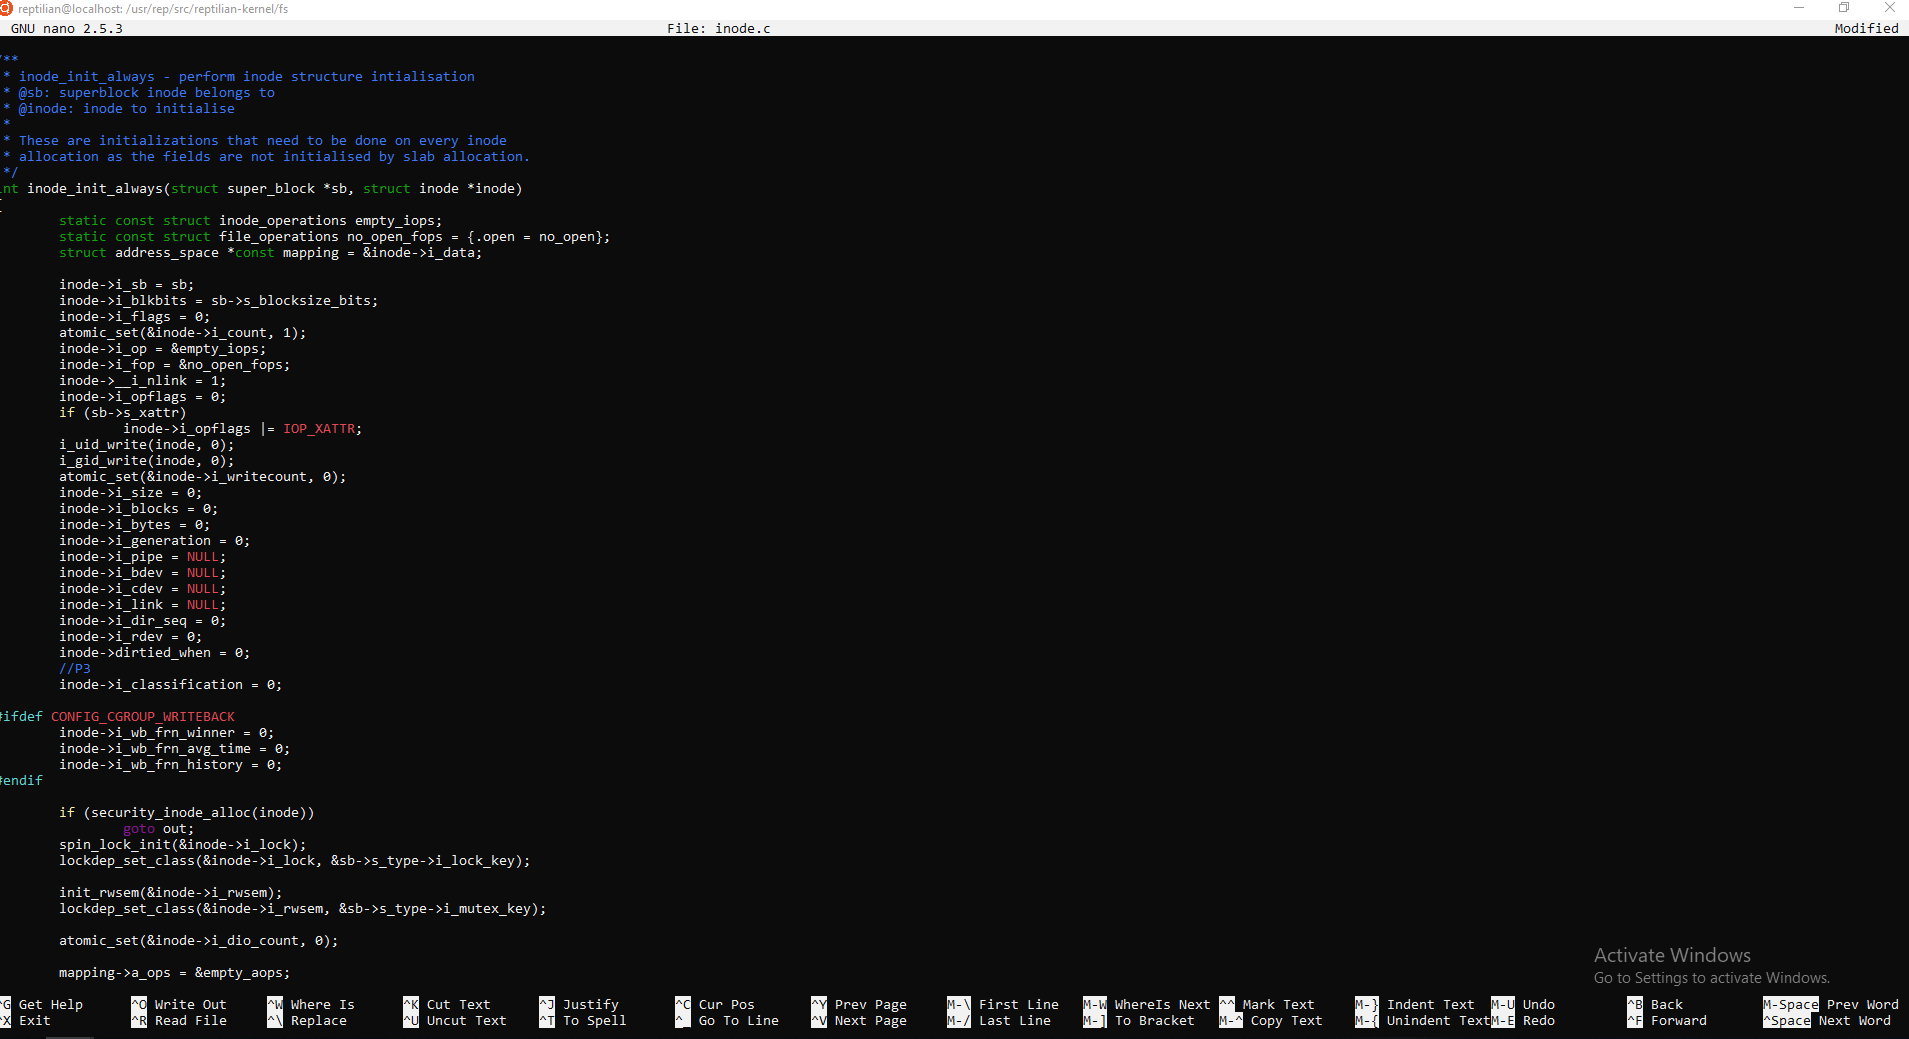 reptilian@localhost: /usr/rep/src/reptilian-kernel/fs
GNU nano 2.5.3 File: inode.c Modified
/**
* inode_init_always - perform inode structure intialisation
* @sb: superblock inode belongs to
* @inode: inode to initialise
*
* These are initializations that need to be done on every inode
* allocation as the fields are not initialised by slab allocation.
*/
int inode_init_always(struct super_block *sb, struct inode *inode)
{
static const struct inode_operations empty_iops;
static const struct file_operations no_open_fops = {.open = no_open};
struct address_space *const mapping = &inode->i_data;
inode->i_sb = sb;
inode->i_blkbits = sb->s_blocksize_bits;
inode->i_flags = 0;
atomic_set(&inode->i_count, 1);
inode->i_op = &empty_iops;
inode->i_fop = &no_open_fops;
inode->__i_nlink = 1;
inode->i_opflags = 0;
if (sb->s_xattr)
inode->i_opflags |= IOP_XATTR;
i_uid_write(inode, 0);
i_gid_write(inode, 0);
atomic_set(&inode->i_writecount, 0);
inode->i_size = 0;
inode->i_blocks = 0;
inode->i_bytes = 0;
inode->i_generation = 0;
inode->i_pipe = NULL;
inode->i_bdev = NULL;
inode->i_cdev = NULL;
inode->i_link = NULL;
inode->i_dir_seq = 0;
inode->i_rdev = 0;
inode->dirtied_when = 0;
//P3
inode->i_classification = 0;
#ifdef CONFIG_CGROUP_WRITEBACK
inode->i_wb_frn_winner = 0;
inode->i_wb_frn_avg_time = 0;
inode->i_wb_frn_history = 0;
#endif
if (security_inode_alloc(inode))
goto out;
spin_lock_init(&inode->i_lock);
lockdep_set_class(&inode->i_lock, &sb->s_type->i_lock_key);
init_rwsem(&inode->i_rwsem);
lockdep_set_class(&inode->i_rwsem, &sb->s_type->i_mutex_key);
atomic_set(&inode->i_dio_count, 0);
mapping->a_ops = &empty_aops;
Activate Windows
Go to Settings to activate Windows.
^G Get Help ^O Write Out ^W Where Is ^K Cut Text ^J Justify ^C Cur Pos ^Y Prev Page M-\ First Line M-W WhereIs Next ^^ Mark Text M-} Indent Text M-U Undo ^B Back M-Space Prev Word
^X Exit ^R Read File ^\ Replace ^U Uncut Text ^T To Spell ^_ Go To Line ^V Next Page M-/ Last Line M-] To Bracket M-^ Copy Text M-{ Unindent Text M-E Redo ^F Forward ^Space Next Word